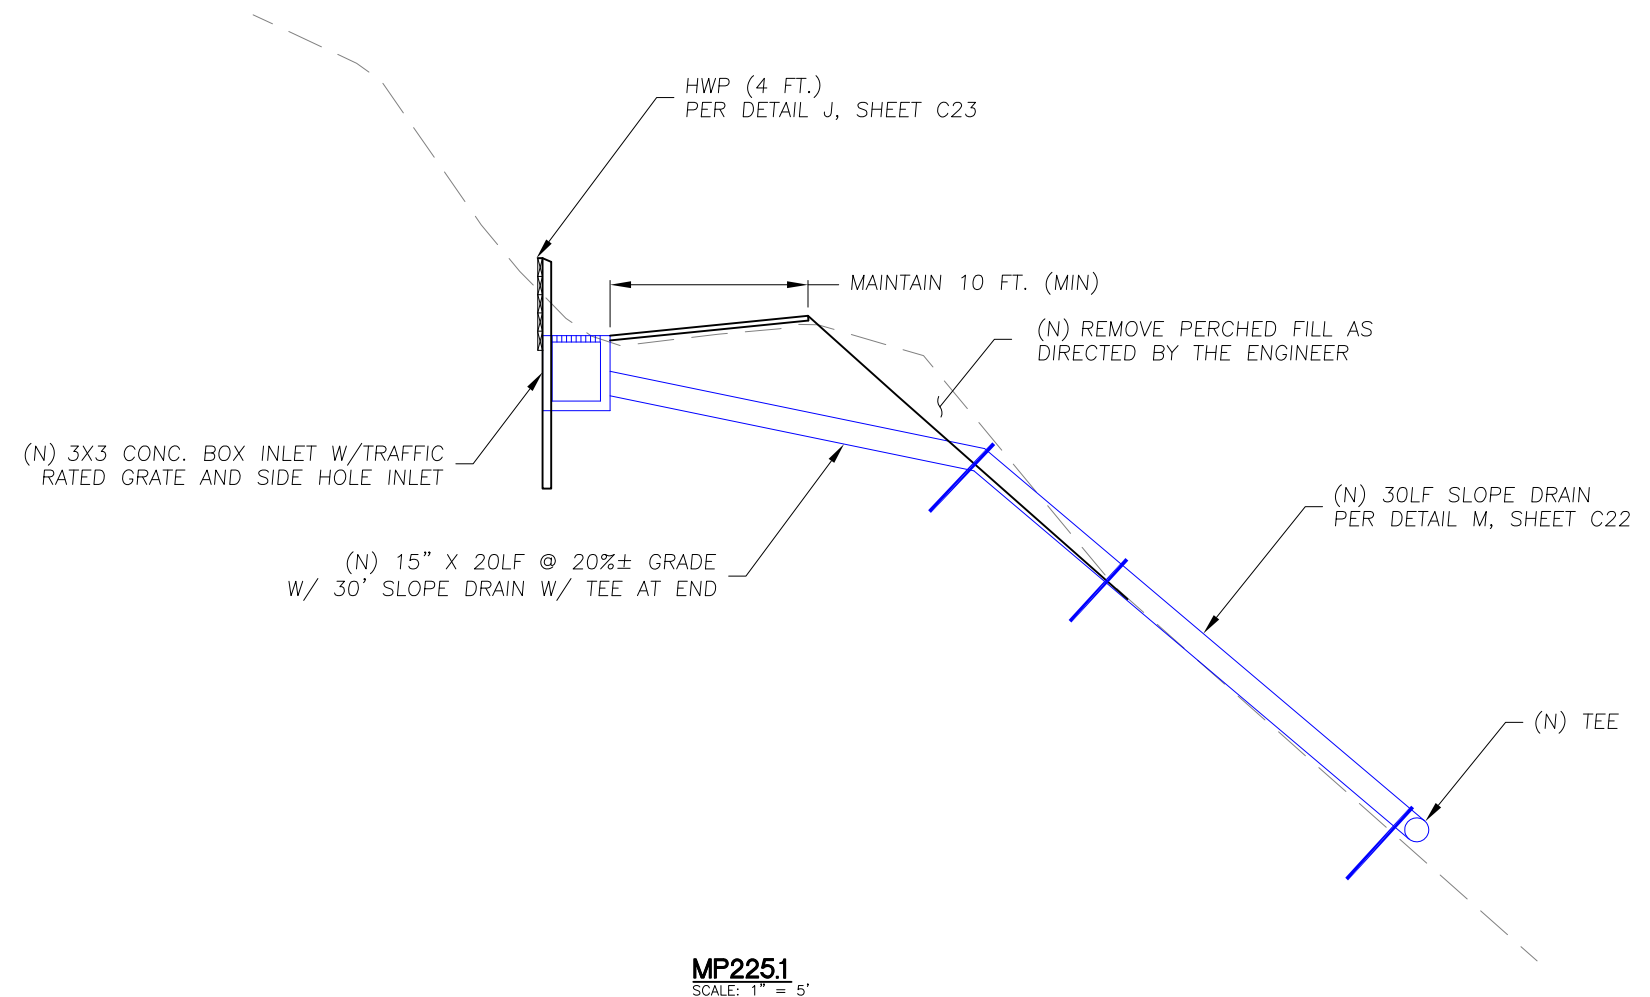 HWP (4 FT.)
PER DETAIL J, SHEET C23
MAINTAIN 10 FT. (MIN)
(N) REMOVE PERCHED FILL AS
DIRECTED BY THE ENGINEER
(N) 3X3 CONC. BOX INLET W/TRAFFIC
RATED GRATE AND SIDE HOLE INLET
(N) 30LF SLOPE DRAIN
PER DETAIL M, SHEET C22
(N) 15" X 20LF @ 20%± GRADE
W/ 30' SLOPE DRAIN W/ TEE AT END
(N) TEE
MP225.1
SCALE: 1" = 5'